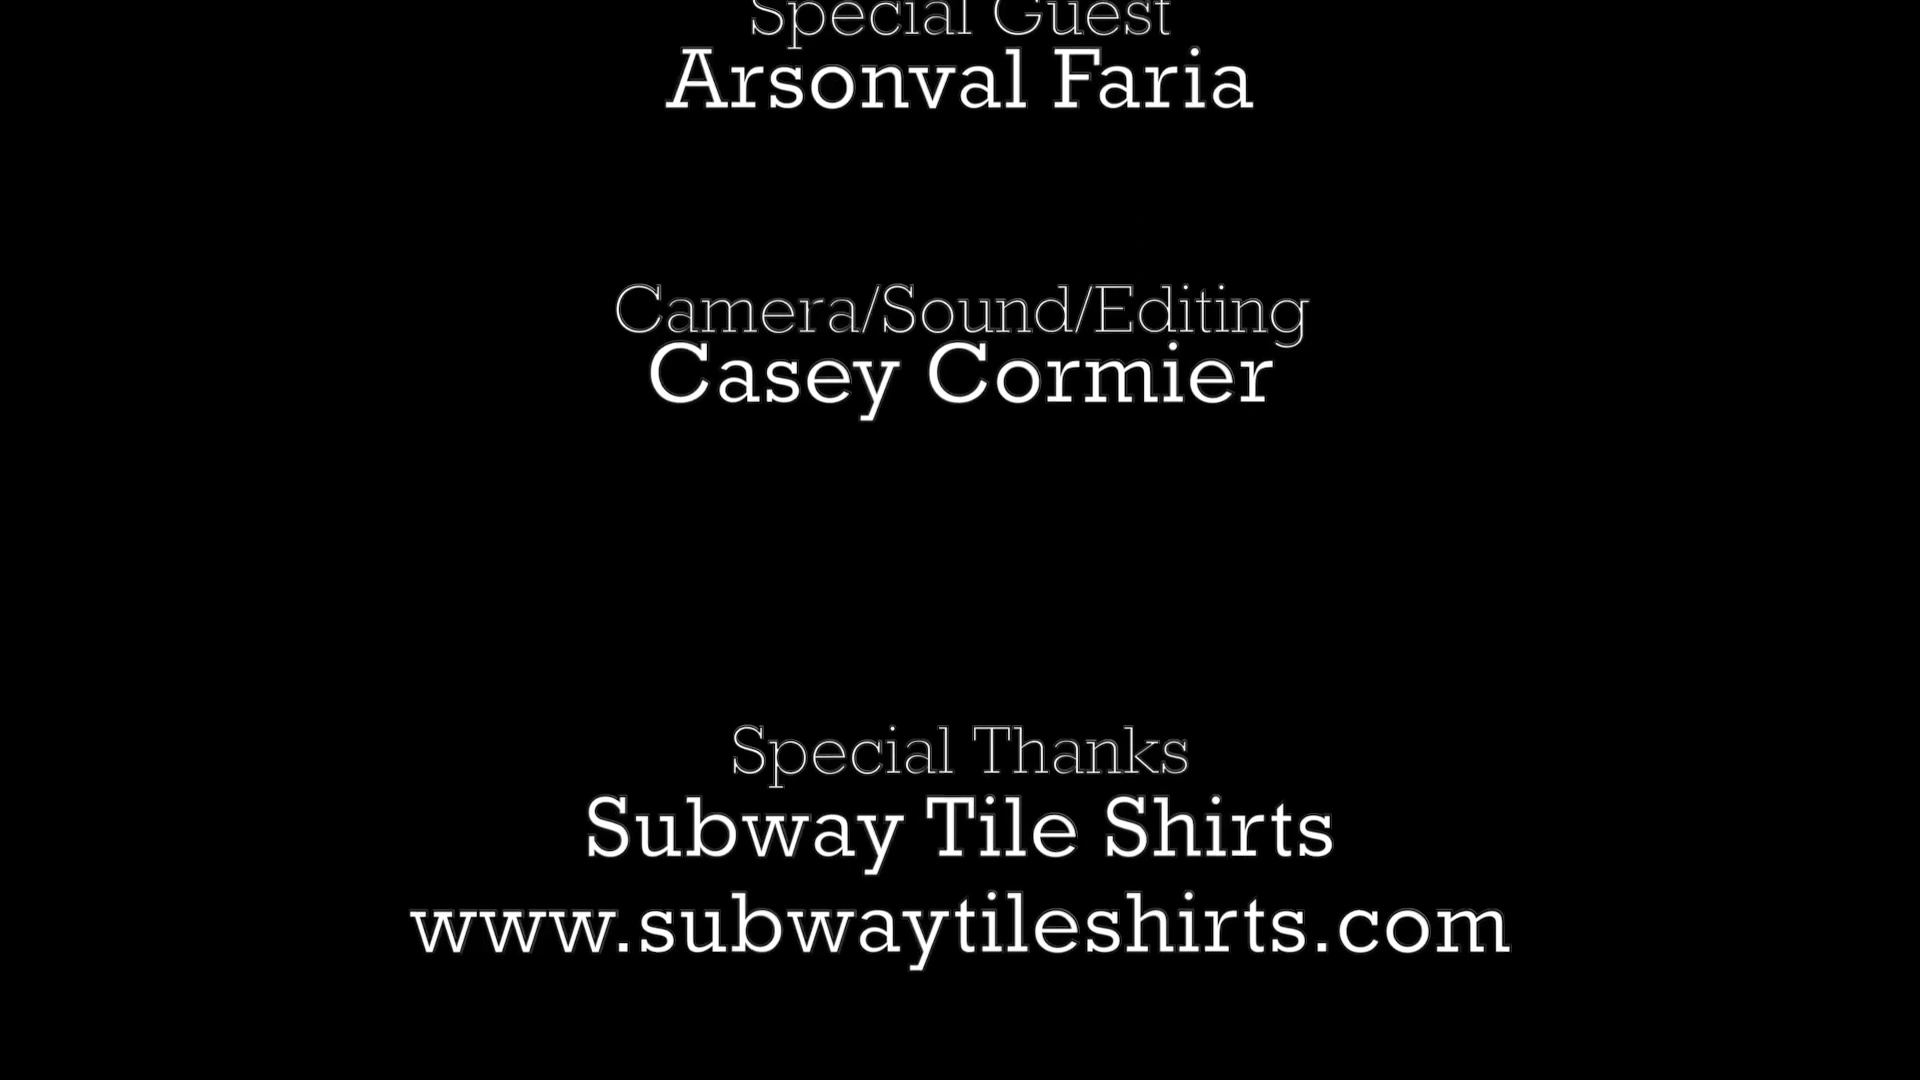 Special Guest
Arsonval Faria
Camera/Sound/Editing
Casey Cormier
Special Thanks
Subway Tile Shirts
www.subwaytileshirts.com